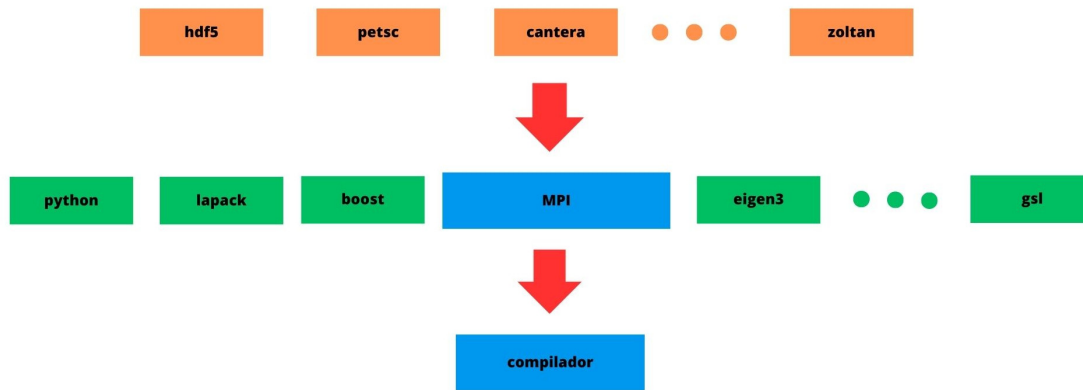 hdf5 petsc cantera zoltan
python lapack boost MPI eigen3 gsl
compilador